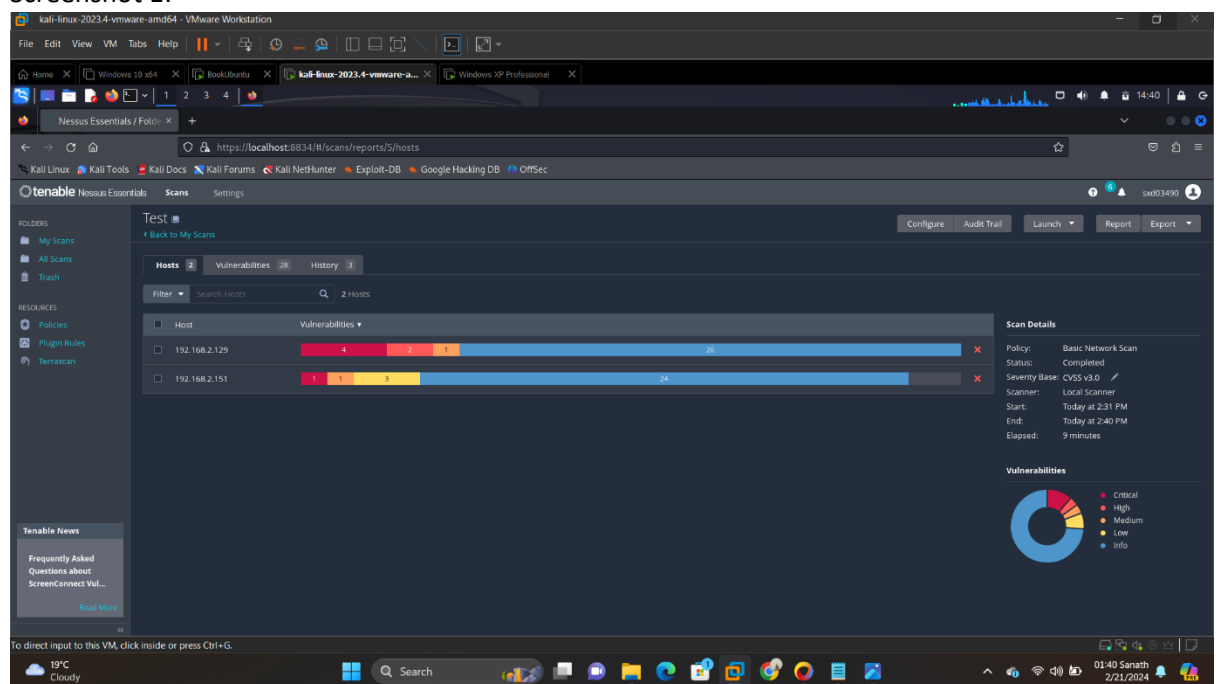 Screenshot 1:
kali-linux-2023.4-vmware-amd64 - VMware Workstation
File Edit View VM Tabs Help
Home Windows 10 x64 BookUbuntu kali-linux-2023.4-vmware-a... Windows XP Professional
1 2 3 4 14:40
Nessus Essentials / Folde
https://localhost:8834/#/scans/reports/5/hosts
Kali Linux Kali Tools Kali Docs Kali Forums Kali NetHunter Exploit-DB Google Hacking DB OffSec
tenable Nessus Essentials Scans Settings 6 sxd03490
FOLDERS
My Scans
All Scans
Trash
RESOURCES
Policies
Plugin Rules
Terrascan
Tenable News
Frequently Asked
Questions about
ScreenConnect Vul...
Read More
Test
Back to My Scans
Configure Audit Trail Launch Report Export
Hosts 2 Vulnerabilities 28 History 3
Filter Search Hosts 2 Hosts
Host Vulnerabilities
192.168.2.129 4 2 1 26
192.168.2.151 1 1 3 24
Scan Details
Policy: Basic Network Scan
Status: Completed
Severity Base: CVSS v3.0
Scanner: Local Scanner
Start: Today at 2:31 PM
End: Today at 2:40 PM
Elapsed: 9 minutes
Vulnerabilities
Critical
High
Medium
Low
Info
To direct input to this VM, click inside or press Ctrl+G.
19°C
Cloudy
Search
01:40 Sanath
2/21/2024